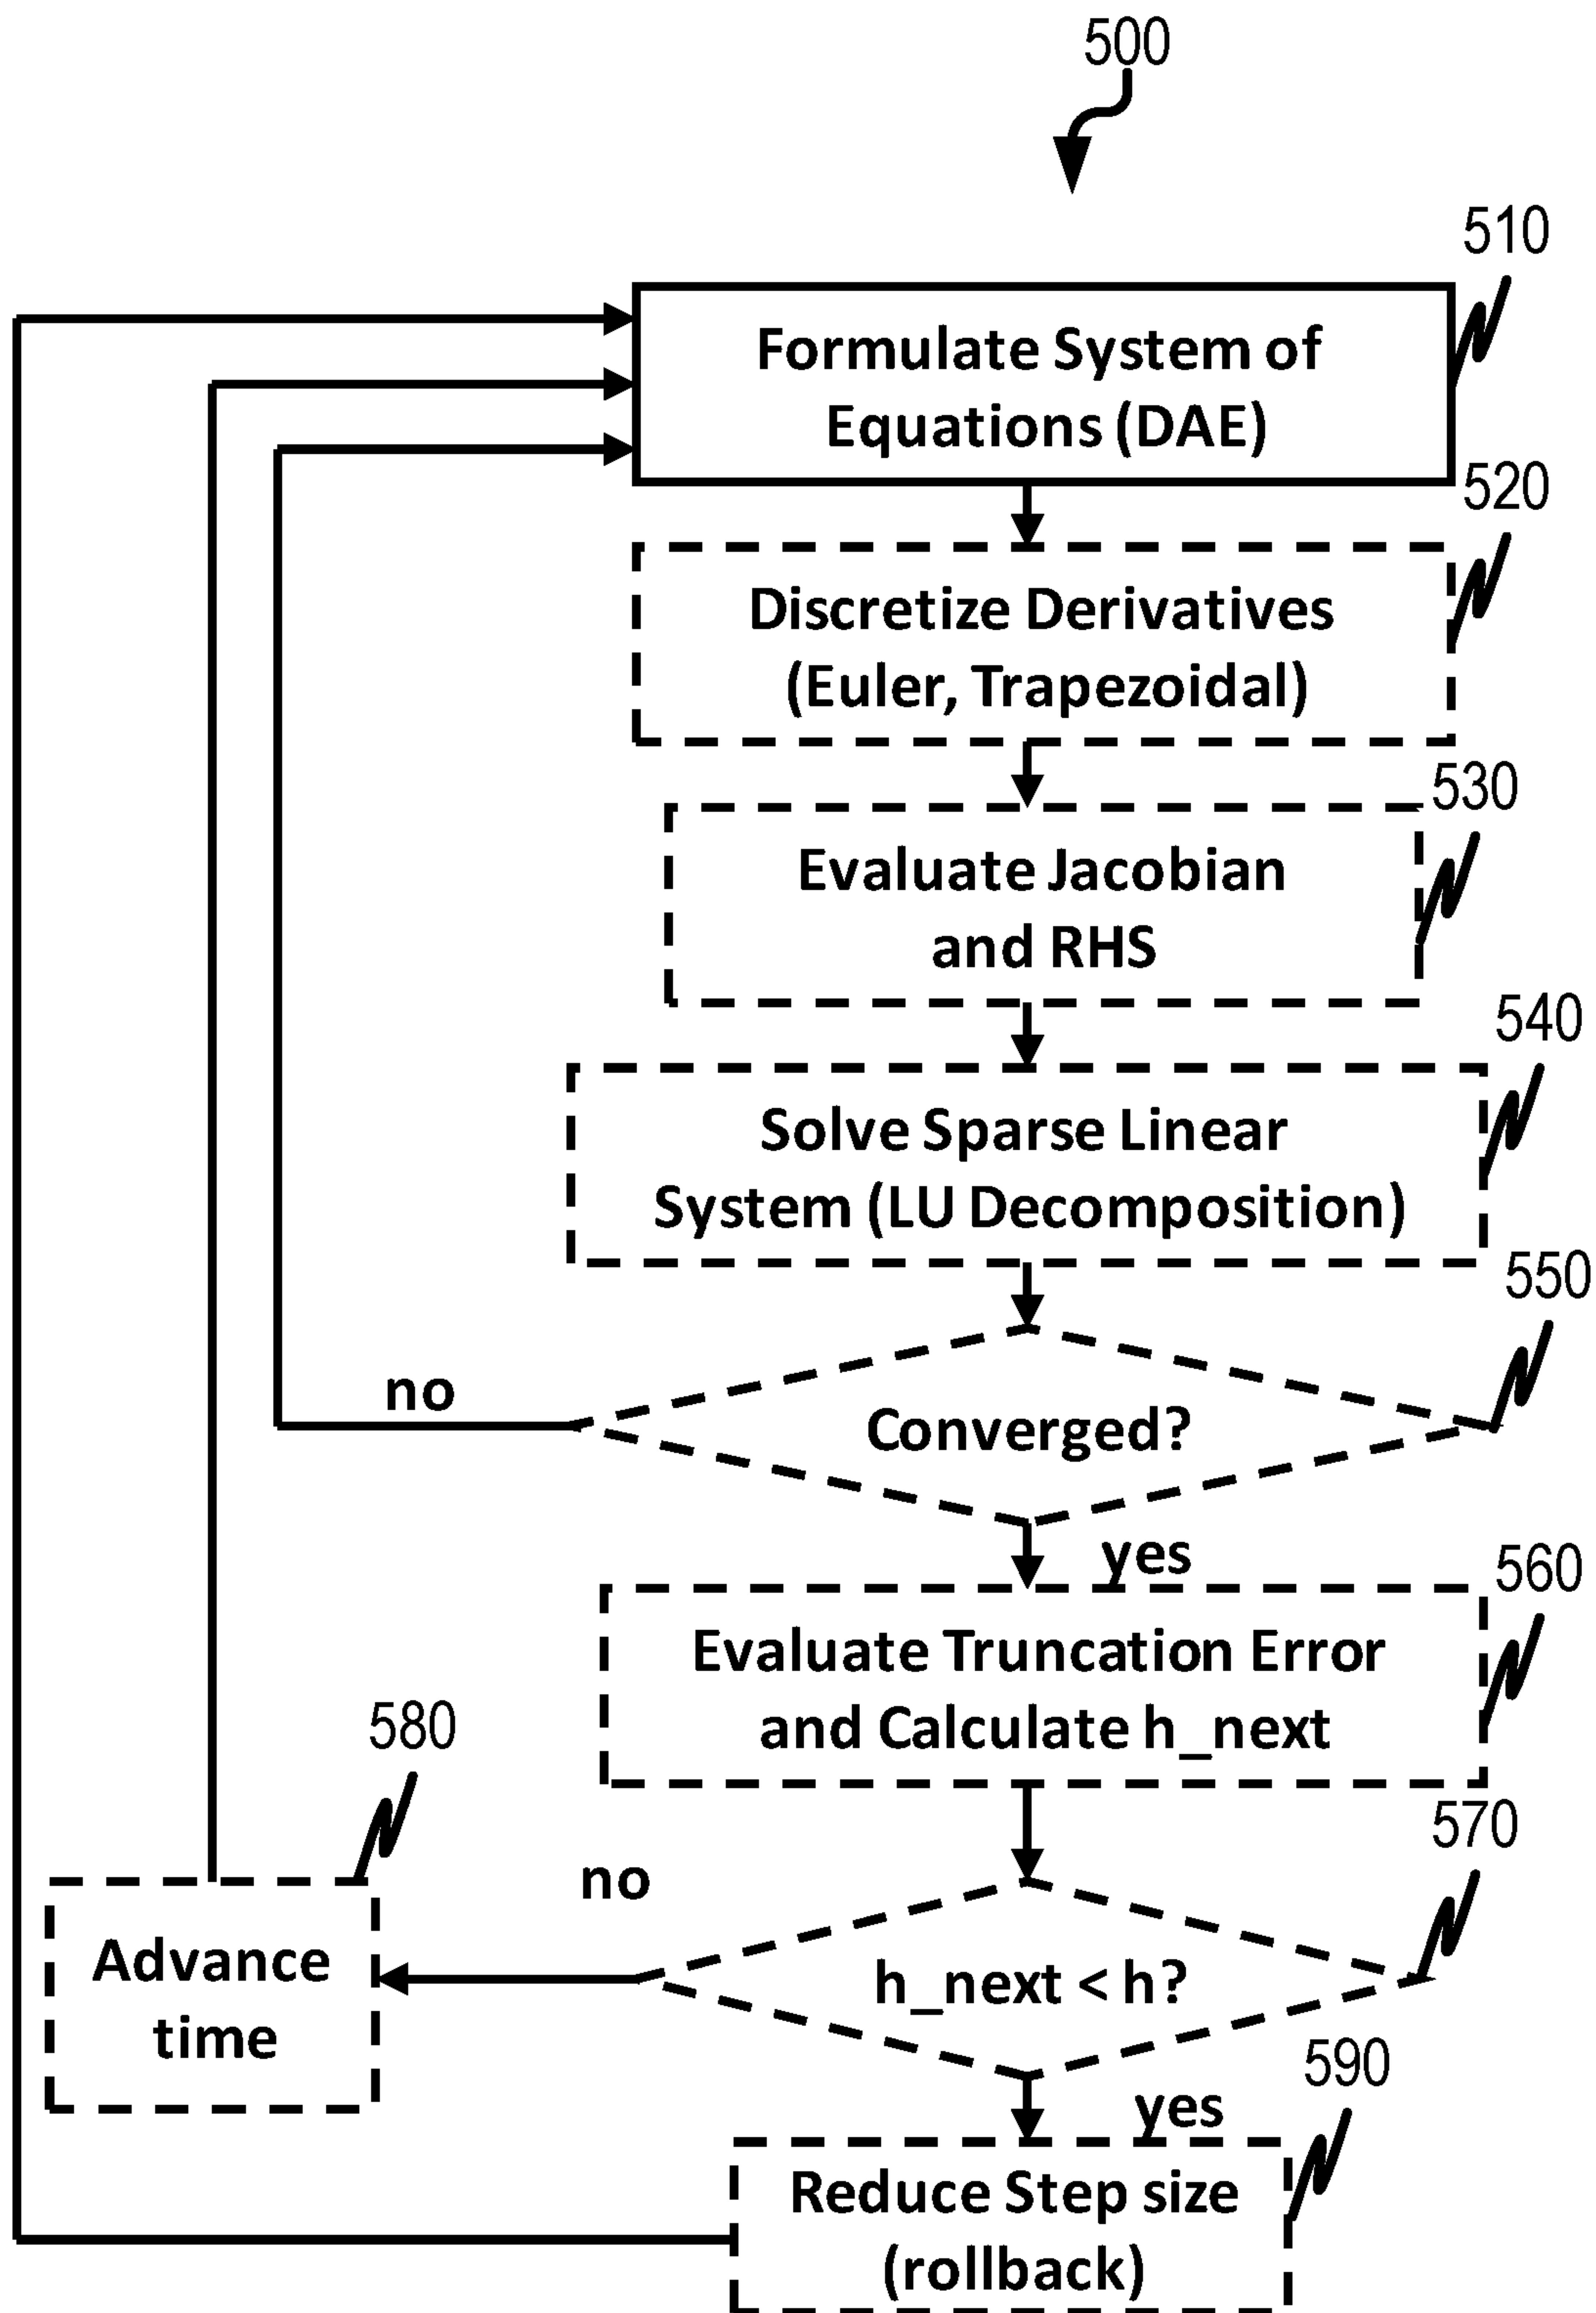 500
510
Formulate System of
Equations (DAE)
520
Discretize Derivatives
(Euler, Trapezoidal)
530
Evaluate Jacobian
and RHS
540
Solve Sparse Linear
System (LU Decomposition)
550
no
Converged?
yes
560
Evaluate Truncation Error
and Calculate h_next
580
570
no
Advance
time
h_next < h?
590
yes
Reduce Step size
(rollback)